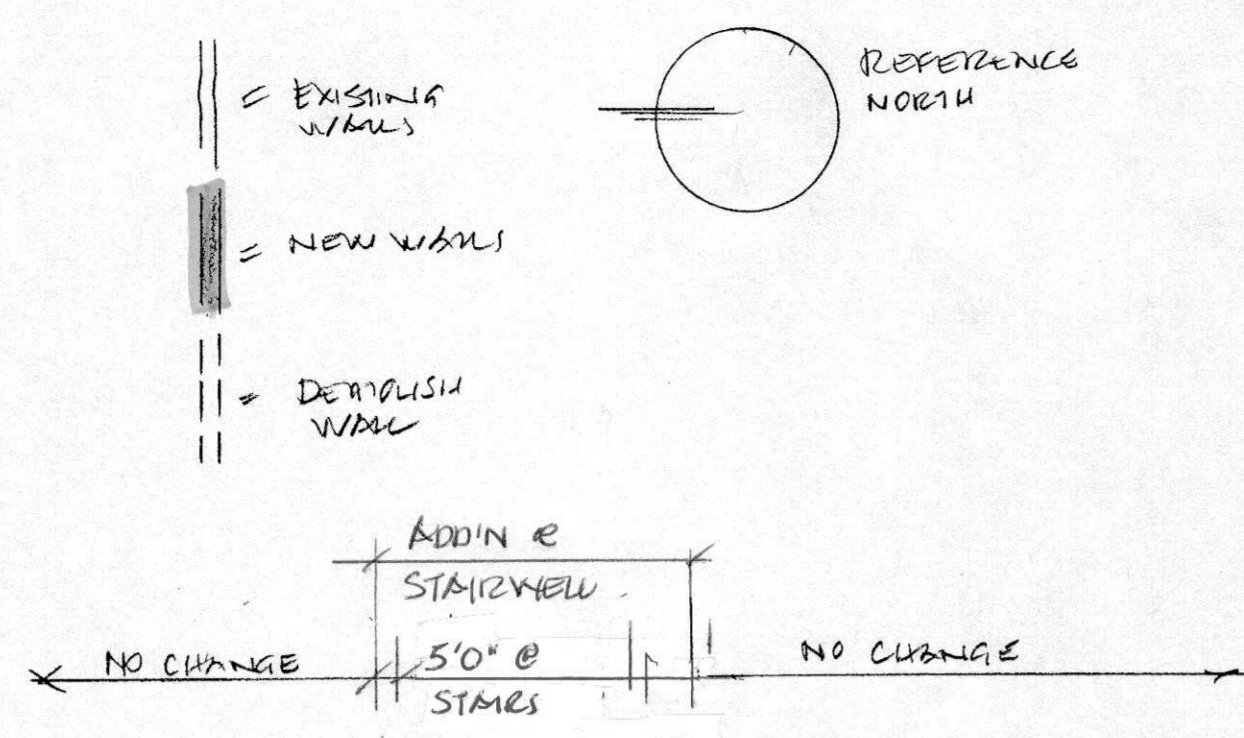 = EXISTING
WALLS
REFERENCE
NORTH
= NEW WALLS
= DEMOLISH
WALL
ADD'N @
STAIRWELL
NO CHANGE
5'0" @
STAIRS
NO CHANGE